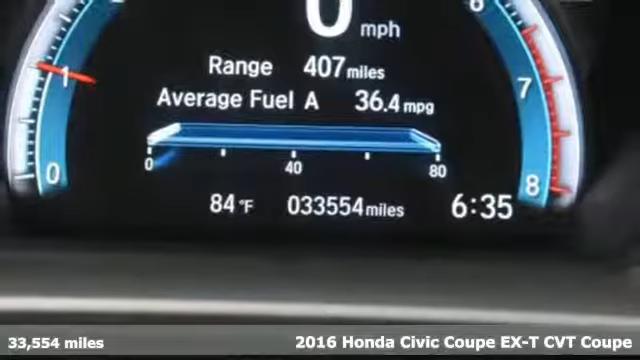 0 mph
6
Range 407 miles
1
Average Fuel A 36.4 mpg
7
0 40 80
0
8
84°F 033554 miles 6:35
33,554 miles
2016 Honda Civic Coupe EX-T CVT Coupe